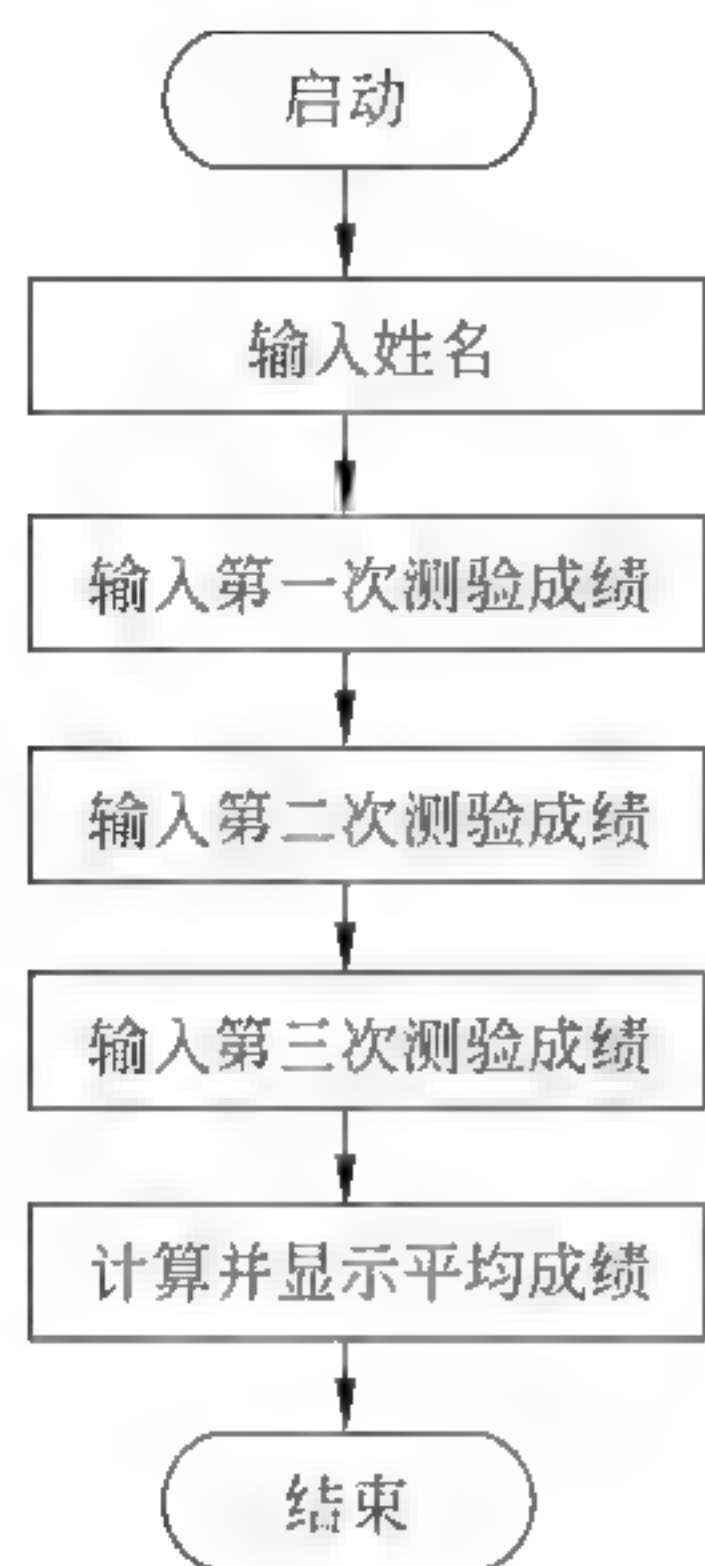 启动
输入姓名
输入第一次测验成绩
输入第二次测验成绩
输入第三次测验成绩
计算并显示平均成绩
结束